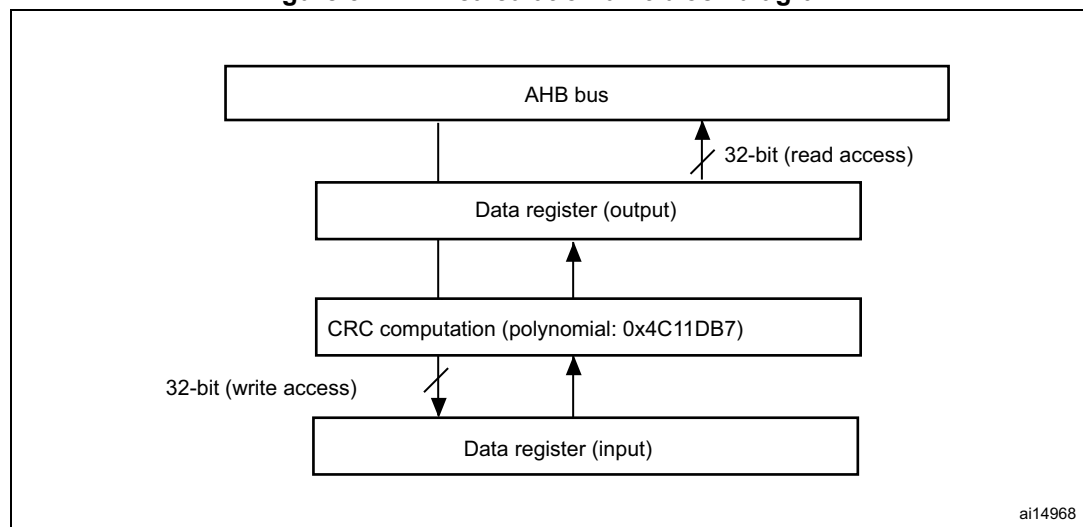 AHB bus
32-bit (read access)
Data register (output)
CRC computation (polynomial: 0x4C11DB7)
32-bit (write access)
Data register (input)
ai14968